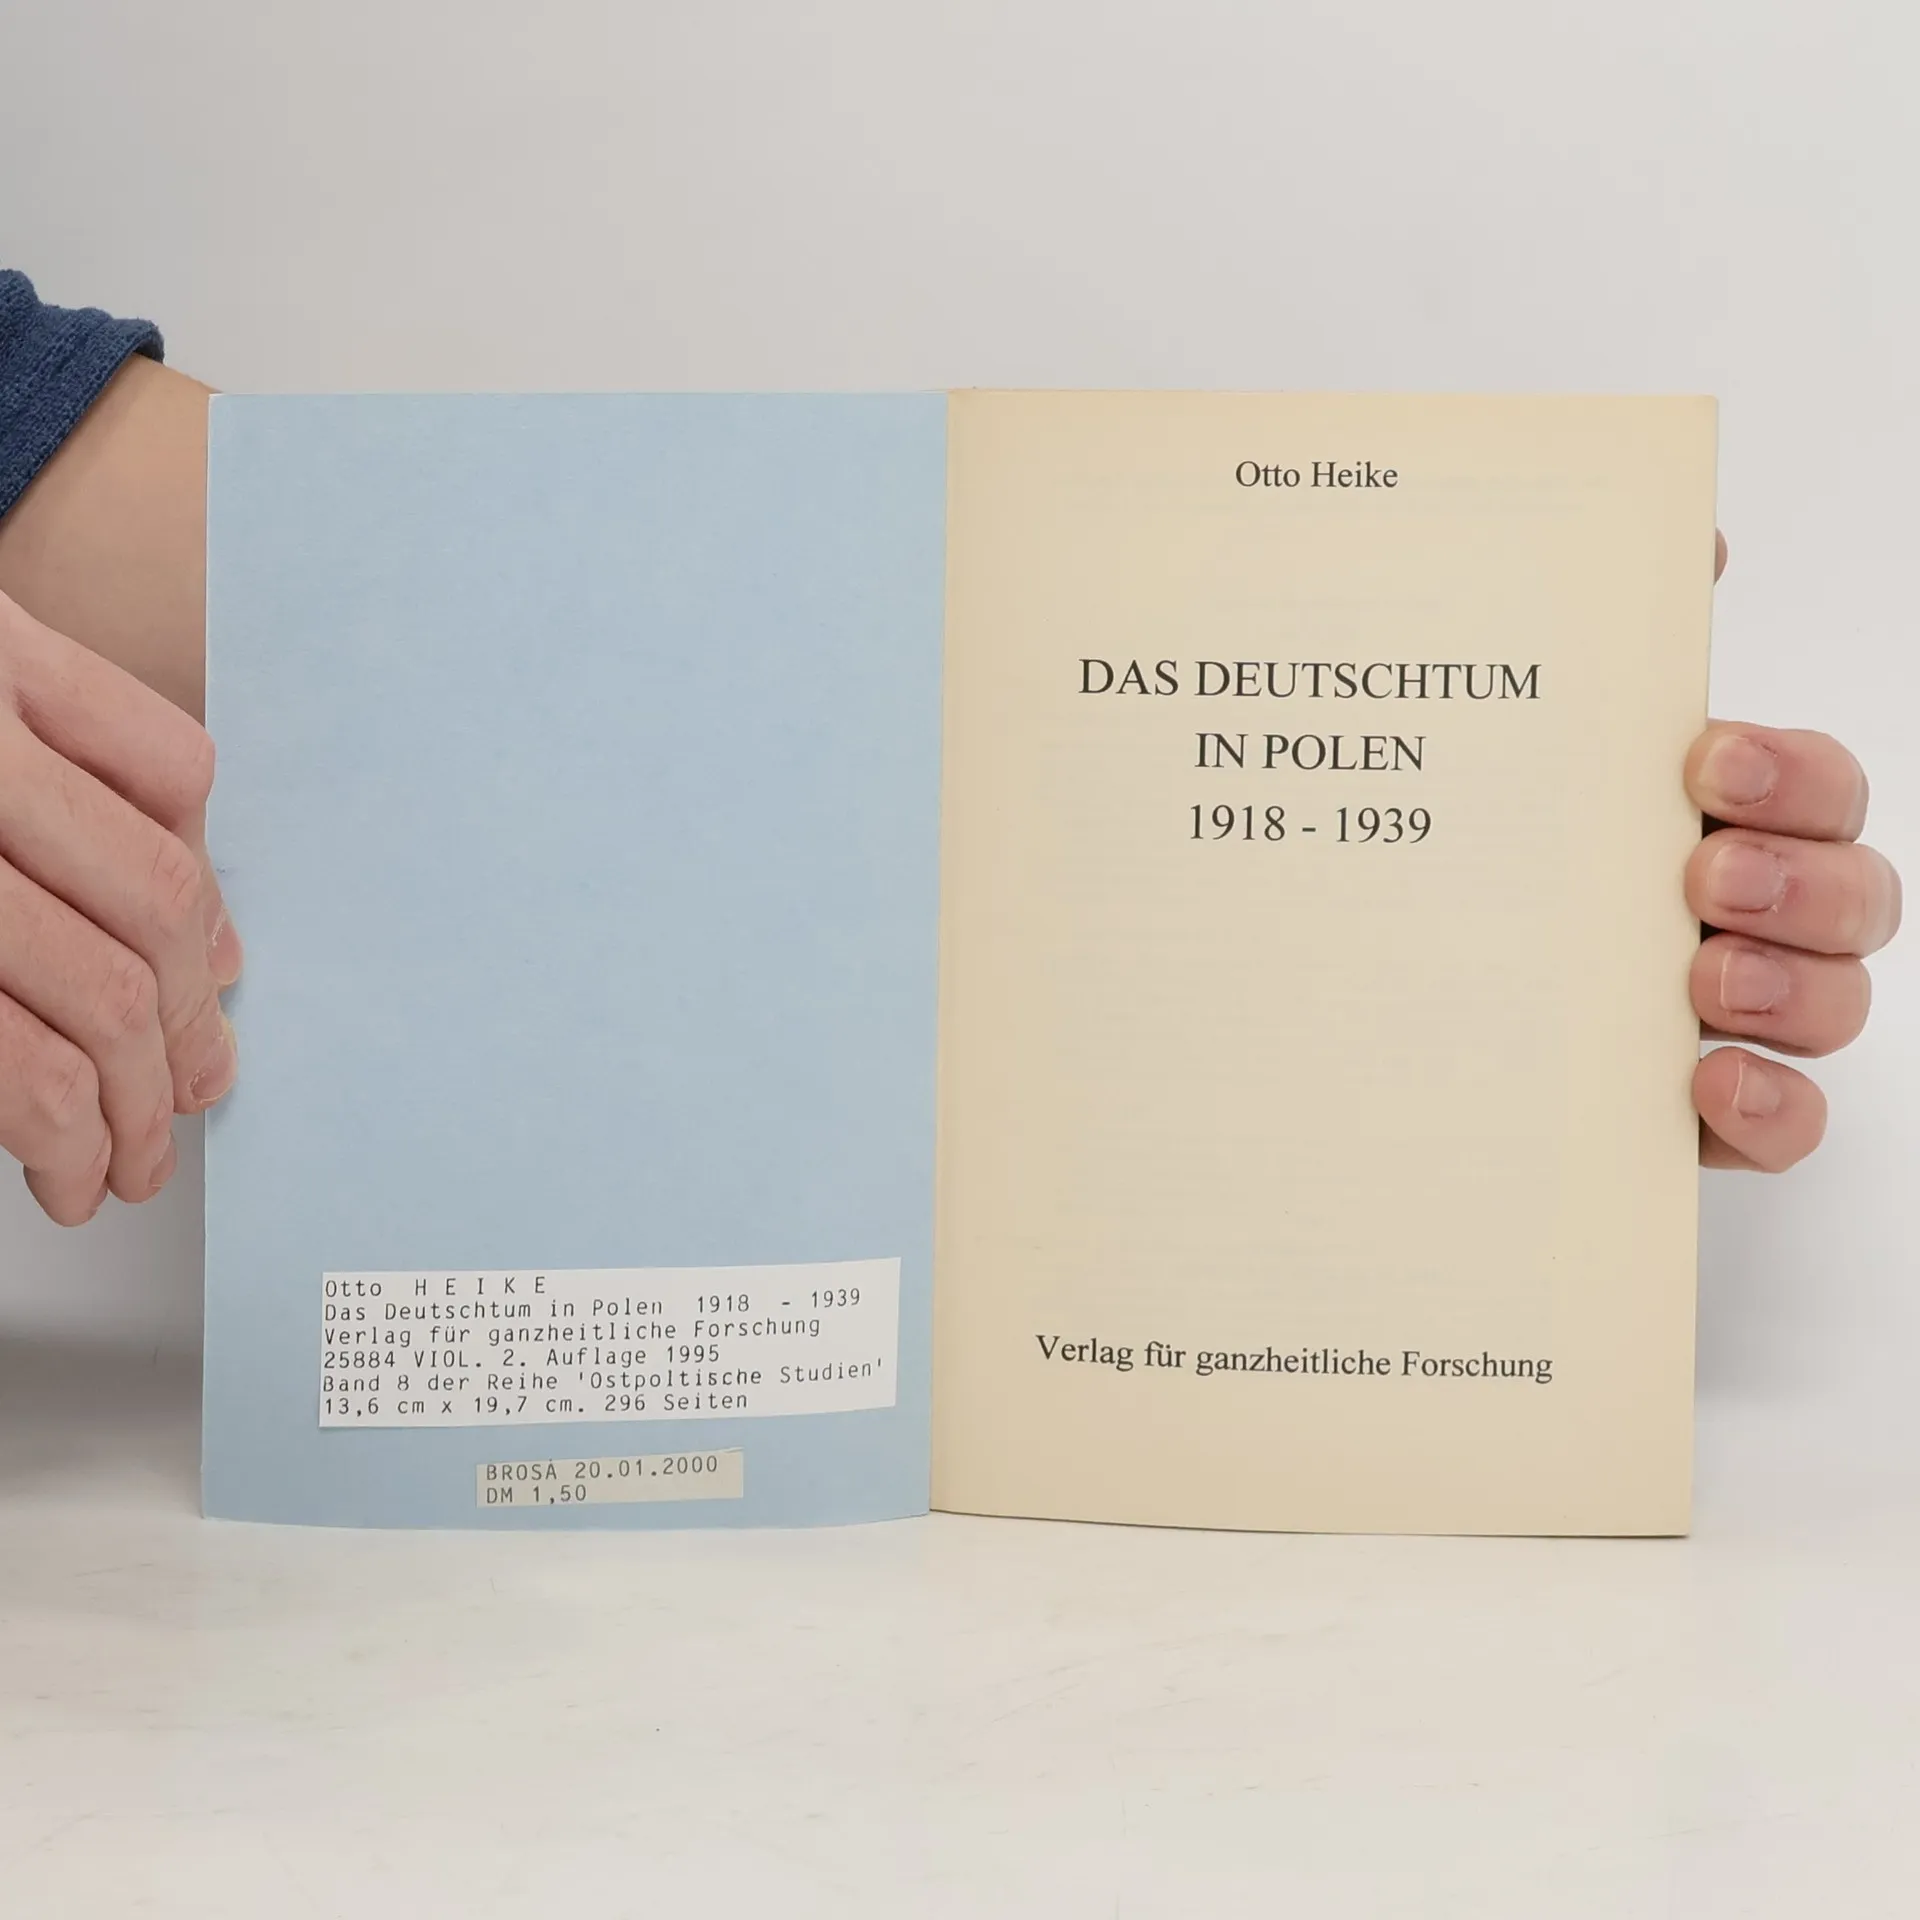 Otto H E I K E
Das Deutschtum in Polen 1918 - 1939
Verlag für ganzheitliche Forschung
25884 VIOL. 2. Auflage 1995
Band 8 der Reihe 'Ostpoltische Studien'
13,6 cm x 19,7 cm. 296 Seiten
BROSA 20.01.2000
DM 1,50
Otto Heike
DAS DEUTSCHTUM
IN POLEN
1918 - 1939
Verlag für ganzheitliche Forschung